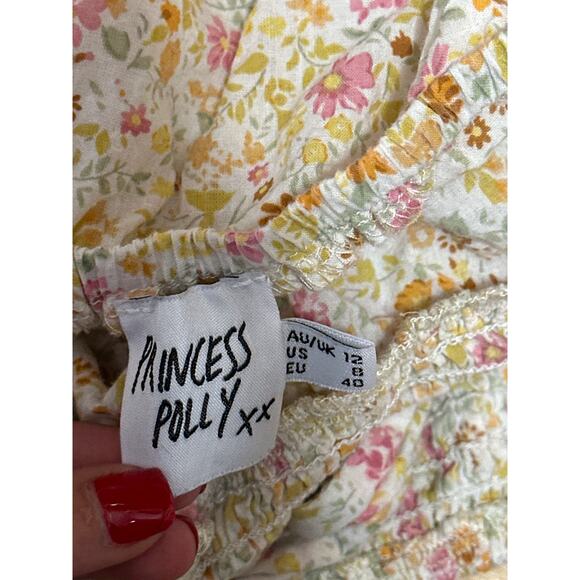 PRINCESS
POLLY xx
AU/UK 12
US 8
EU 40